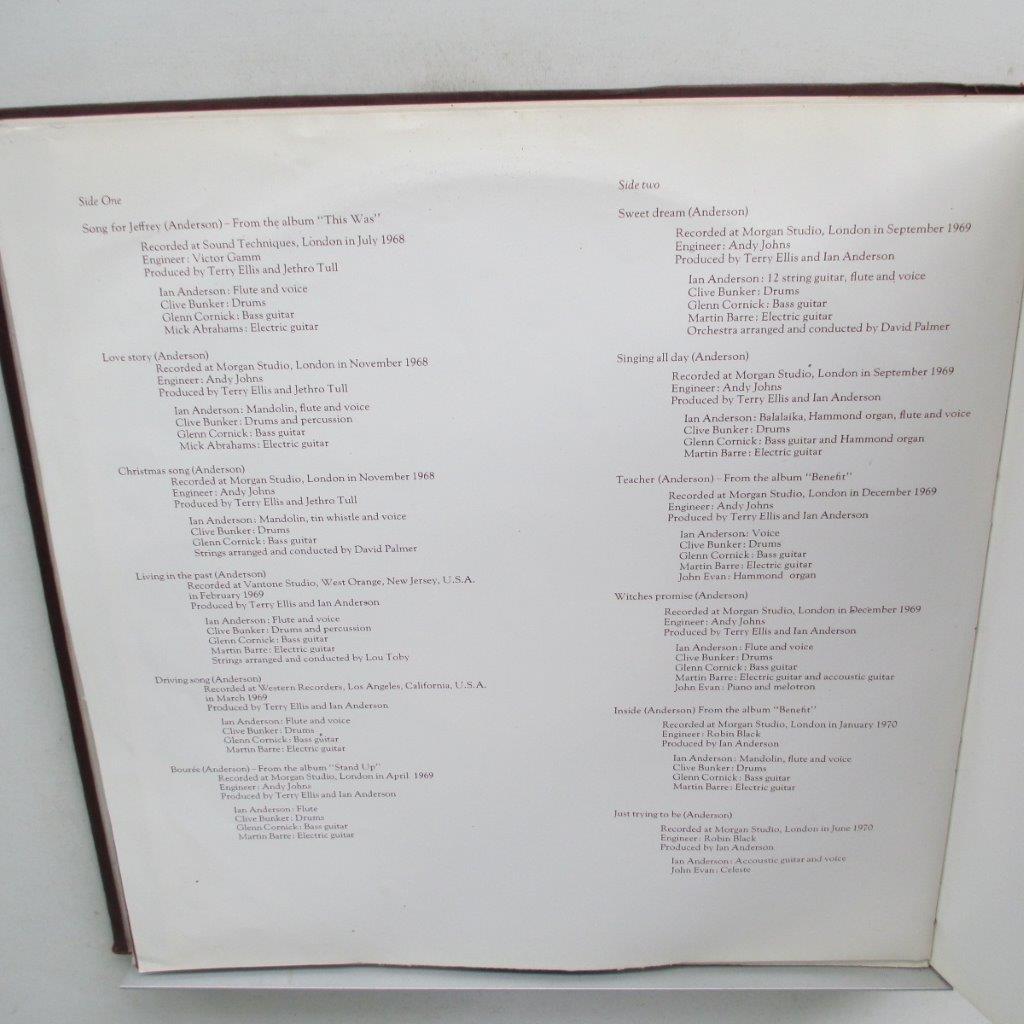 Side One
Song for Jeffrey (Anderson) – From the album "This Was"
Recorded at Sound Techniques, London in July 1968
Engineer: Victor Gamm
Produced by Terry Ellis and Jethro Tull
Ian Anderson: Flute and voice
Clive Bunker: Drums
Glenn Cornick: Bass guitar
Mick Abrahams: Electric guitar
Love story (Anderson)
Recorded at Morgan Studio, London in November 1968
Engineer: Andy Johns
Produced by Terry Ellis and Jethro Tull
Ian Anderson: Mandolin, flute and voice
Clive Bunker: Drums and percussion
Glenn Cornick: Bass guitar
Mick Abrahams: Electric guitar
Christmas song (Anderson)
Recorded at Morgan Studio, London in November 1968
Engineer: Andy Johns
Produced by Terry Ellis and Jethro Tull
Ian Anderson: Mandolin, tin whistle and voice
Clive Bunker: Drums
Glenn Cornick: Bass guitar
Strings arranged and conducted by David Palmer
Living in the past (Anderson)
Recorded at Vantone Studio, West Orange, New Jersey, U.S.A.
in February 1969
Produced by Terry Ellis and Ian Anderson
Ian Anderson: Flute and voice
Clive Bunker: Drums and percussion
Glenn Cornick: Bass guitar
Martin Barre: Electric guitar
Strings arranged and conducted by Lou Toby
Driving song (Anderson)
Recorded at Western Recorders, Los Angeles, California, U.S.A.
in March 1969
Produced by Terry Ellis and Ian Anderson
Ian Anderson: Flute and voice
Clive Bunker: Drums
Glenn Cornick: Bass guitar
Martin Barre: Electric guitar
Bourée (Anderson) – From the album "Stand Up"
Recorded at Morgan Studio, London in April 1969
Engineer: Andy Johns
Produced by Terry Ellis and Ian Anderson
Ian Anderson: Flute
Clive Bunker: Drums
Glenn Cornick: Bass guitar
Martin Barre: Electric guitar
Side two
Sweet dream (Anderson)
Recorded at Morgan Studio, London in September 1969
Engineer: Andy Johns
Produced by Terry Ellis and Ian Anderson
Ian Anderson: 12 string guitar, flute and voice
Clive Bunker: Drums
Glenn Cornick: Bass guitar
Martin Barre: Electric guitar
Orchestra arranged and conducted by David Palmer
Singing all day (Anderson)
Recorded at Morgan Studio, London in September 1969
Engineer: Andy Johns
Produced by Terry Ellis and Ian Anderson
Ian Anderson: Balalaika, Hammond organ, flute and voice
Clive Bunker: Drums
Glenn Cornick: Bass guitar and Hammond organ
Martin Barre: Electric guitar
Teacher (Anderson) – From the album "Benefit"
Recorded at Morgan Studio, London in December 1969
Engineer: Andy Johns
Produced by Terry Ellis and Ian Anderson
Ian Anderson: Voice
Clive Bunker: Drums
Glenn Cornick: Bass guitar
Martin Barre: Electric guitar
John Evan: Hammond organ
Witches promise (Anderson)
Recorded at Morgan Studio, London in December 1969
Engineer: Andy Johns
Produced by Terry Ellis and Ian Anderson
Ian Anderson: Flute and voice
Clive Bunker: Drums
Glenn Cornick: Bass guitar
Martin Barre: Electric guitar and accoustic guitar
John Evan: Piano and melotron
Inside (Anderson) From the album "Benefit"
Recorded at Morgan Studio, London in January 1970
Engineer: Robin Black
Produced by Ian Anderson
Ian Anderson: Mandolin, flute and voice
Clive Bunker: Drums
Glenn Cornick: Bass guitar
Martin Barre: Electric guitar
Just trying to be (Anderson)
Recorded at Morgan Studio, London in June 1970
Engineer: Robin Black
Produced by Ian Anderson
Ian Anderson: Accoustic guitar and voice
John Evan: Celeste